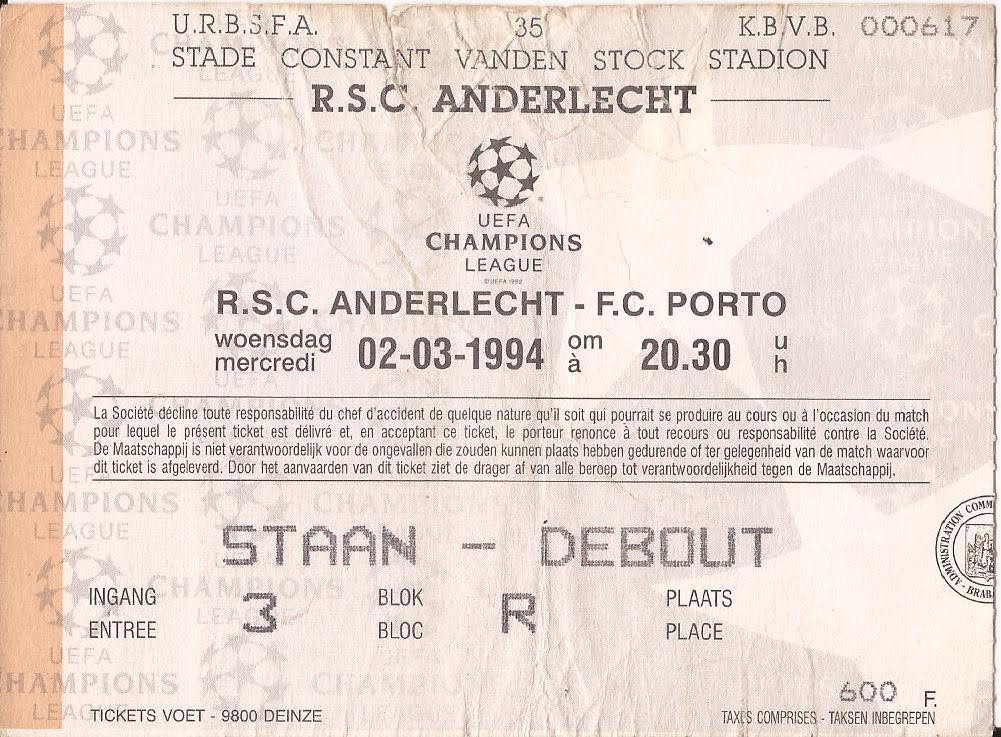 U.R.B.S.F.A. 35 K.B.V.B. 000617
STADE CONSTANT VANDEN STOCK STADION
R.S.C. ANDERLECHT
UEFA
CHAMPIONS
LEAGUE
©UEFA 1992
R.S.C. ANDERLECHT - F.C. PORTO
woensdag 02-03-1994 om 20.30 u
mercredi à h
La Société décline toute responsabilité du chef d'accident de quelque nature qu'il soit qui pourrait se produire au cours ou à l'occasion du match
pour lequel le présent ticket est délivré et, en acceptant ce ticket, le porteur renonce à tout recours ou responsabilité contre la Société.
De Maatschappij is niet verantwoordelijk voor de ongevallen die zouden kunnen plaats hebben gedurende of ter gelegenheid van de match waarvoor
dit ticket is afgeleverd. Door het aanvaarden van dit ticket ziet de drager af van alle beroep tot verantwoordelijkheid tegen de Maatschappij.
STAAN - DEBOUT
INGANG 3 BLOK R PLAATS
ENTREE BLOC PLACE
ADMINISTRATION COMM
BRAB
600 F.
TICKETS VOET - 9800 DEINZE
TAXES COMPRISES - TAKSEN INBEGREPEN